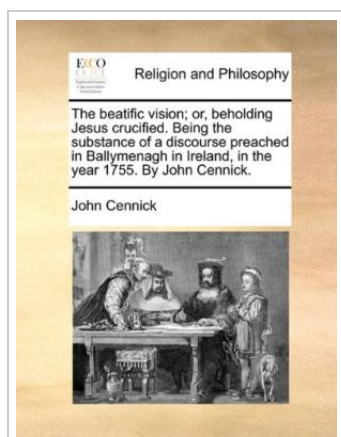 ECCO
Religion and Philosophy
The beatific vision; or, beholding
Jesus crucified. Being the
substance of a discourse preached
in Ballymenagh in Ireland, in the
year 1755. By John Cennick.
John Cennick